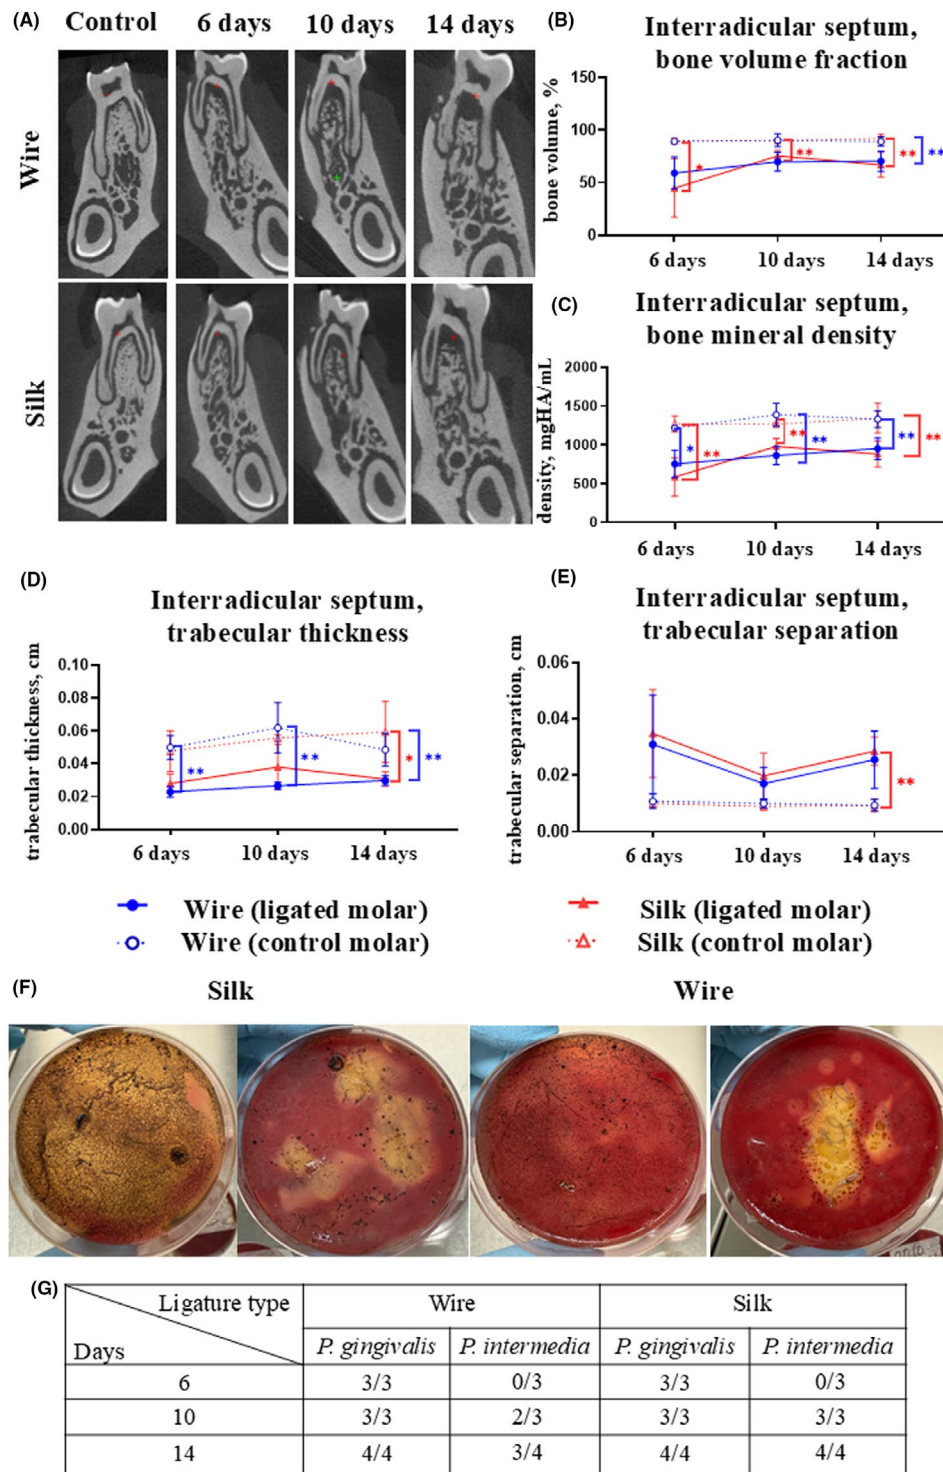 (A)
Control 6 days 10 days 14 days
Wire
Silk
(B)
Interradicular septum,
bone volume fraction
bone volume, %
150
100
50
0
*
**
**
**
6 days 10 days 14 days
(C)
Interradicular septum,
bone mineral density
density, mgHA/mL
2000
1500
1000
500
0
*
**
**
**
**
**
6 days 10 days 14 days
(D)
Interradicular septum,
trabecular thickness
trabecular thickness, cm
0.10
0.08
0.06
0.04
0.02
0.00
**
**
*
**
6 days 10 days 14 days
(E)
Interradicular septum,
trabecular separation
trabecular separation, cm
0.06
0.04
0.02
0.00
**
6 days 10 days 14 days
Wire (ligated molar)
Wire (control molar)
Silk (ligated molar)
Silk (control molar)
(F)
Silk Wire
(G)
Ligature type Wire Silk
Days P. gingivalis P. intermedia P. gingivalis P. intermedia
6 3/3 0/3 3/3 0/3
10 3/3 2/3 3/3 3/3
14 4/4 3/4 4/4 4/4